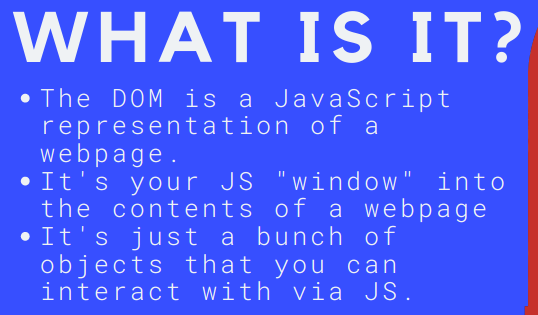 WHAT IS IT?
• The DOM is a JavaScript
representation of a
webpage.
• It's your JS "window" into
the contents of a webpage
• It's just a bunch of
objects that you can
interact with via JS.